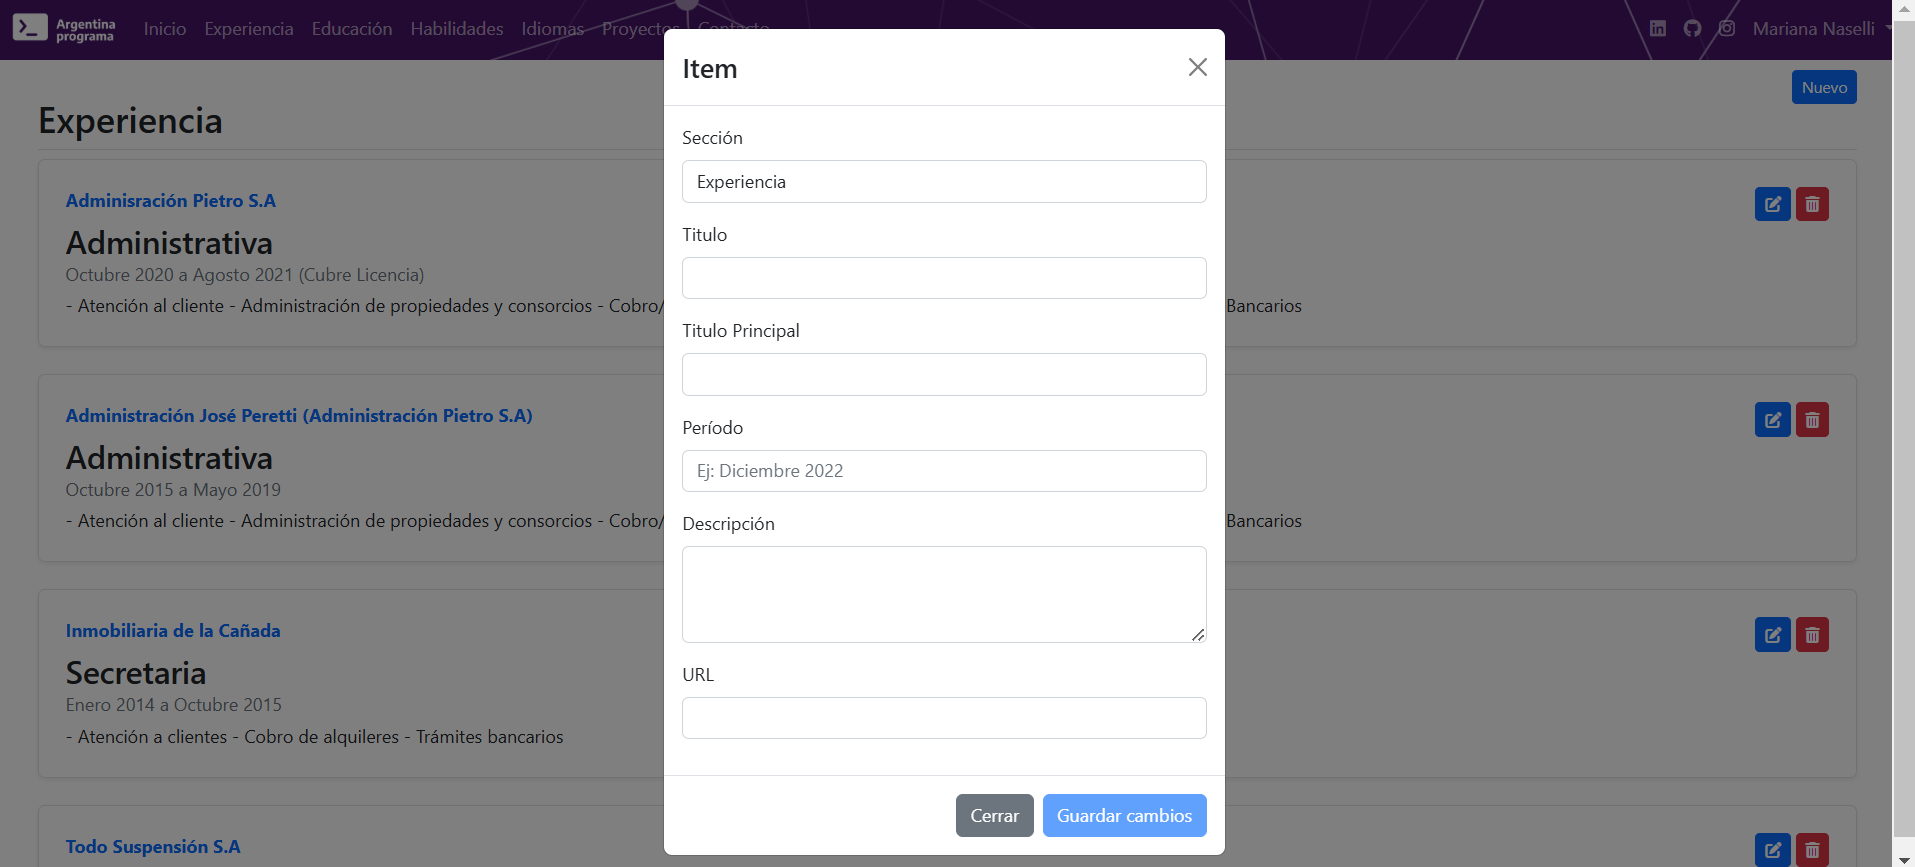 Argentina
programa
Inicio
Experiencia
Educación
Habilidades
Idiomas
Proyectos
Contacto
Mariana Naselli
Nuevo
Experiencia
Adminisración Pietro S.A
Administrativa
Octubre 2020 a Agosto 2021 (Cubre Licencia)
- Atención al cliente - Administración de propiedades y consorcios - Cobro/
Bancarios
Administración José Peretti (Administración Pietro S.A)
Administrativa
Octubre 2015 a Mayo 2019
- Atención al cliente - Administración de propiedades y consorcios - Cobro/
Bancarios
Inmobiliaria de la Cañada
Secretaria
Enero 2014 a Octubre 2015
- Atención a clientes - Cobro de alquileres - Trámites bancarios
Todo Suspensión S.A
Item
Sección
Experiencia
Titulo
Titulo Principal
Período
Ej: Diciembre 2022
Descripción
URL
Cerrar
Guardar cambios